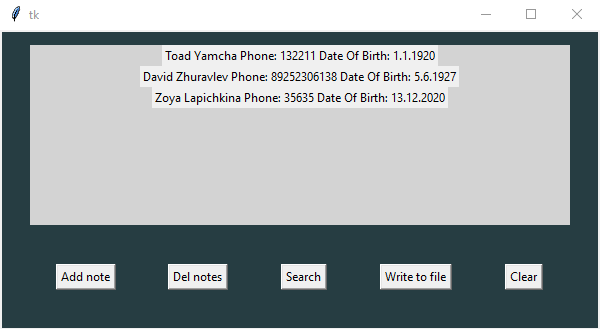 tk
Toad Yamcha Phone: 132211 Date Of Birth: 1.1.1920
David Zhuravlev Phone: 89252306138 Date Of Birth: 5.6.1927
Zoya Lapichkina Phone: 35635 Date Of Birth: 13.12.2020
Add note Del notes Search Write to file Clear